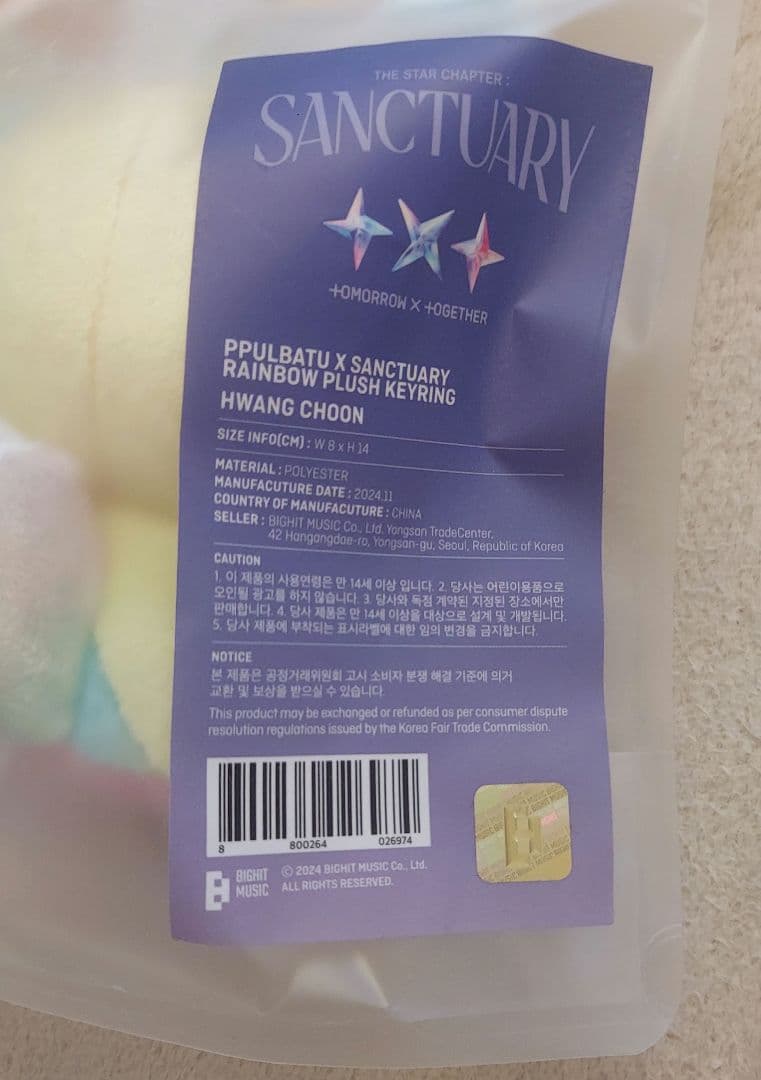 THE STAR CHAPTER :
SANCTUARY
TOMORROW X TOGETHER
PPULBATU X SANCTUARY
RAINBOW PLUSH KEYRING
HWANG CHOON
SIZE INFO(CM) : W 8 x H 14
MATERIAL : POLYESTER
MANUFACUTURE DATE : 2024.11
COUNTRY OF MANUFACUTURE : CHINA
SELLER : BIGHIT MUSIC Co., Ltd. Yongsan TradeCenter,
42 Hangangdae-ro, Yongsan-gu, Seoul, Republic of Korea
CAUTION
1. 이 제품의 사용연령은 만 14세 이상 입니다. 2. 당사는 어린이용품으로
오인될 광고를 하지 않습니다. 3. 당사와 독점 계약된 지정된 장소에서만
판매합니다. 4. 당사 제품은 만 14세 이상을 대상으로 설계 및 개발됩니다.
5. 당사 제품에 부착되는 표시라벨에 대한 임의 변경을 금지합니다.
NOTICE
본 제품은 공정거래위원회 고시 소비자 분쟁 해결 기준에 의거
교환 및 보상을 받으실 수 있습니다.
This product may be exchanged or refunded as per consumer dispute
resolution regulations issued by the Korea Fair Trade Commission.
8 800264 026974
BIGHIT MUSIC
© 2024 BIGHIT MUSIC Co., Ltd.
ALL RIGHTS RESERVED.
BIGHIT MUSIC